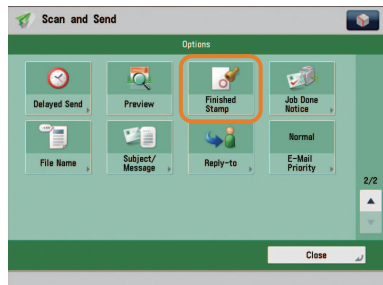 Scan and Send
Options
Delayed Send
Preview
Finished
Stamp
Job Done
Notice
File Name
Subject/
Message
Reply-to
Normal
E-Mail
Priority
2/2
Close